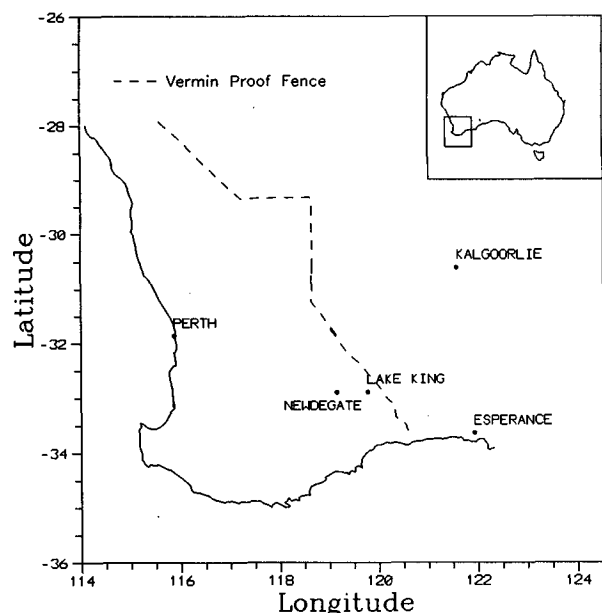 -26
--- Vermin Proof Fence
-28
KALGOORLIE
-30
Latitude
PERTH
-32
LAKE KING
NEWDEGATE
ESPERANCE
-34
-36
114 116 118 120 122 124
Longitude